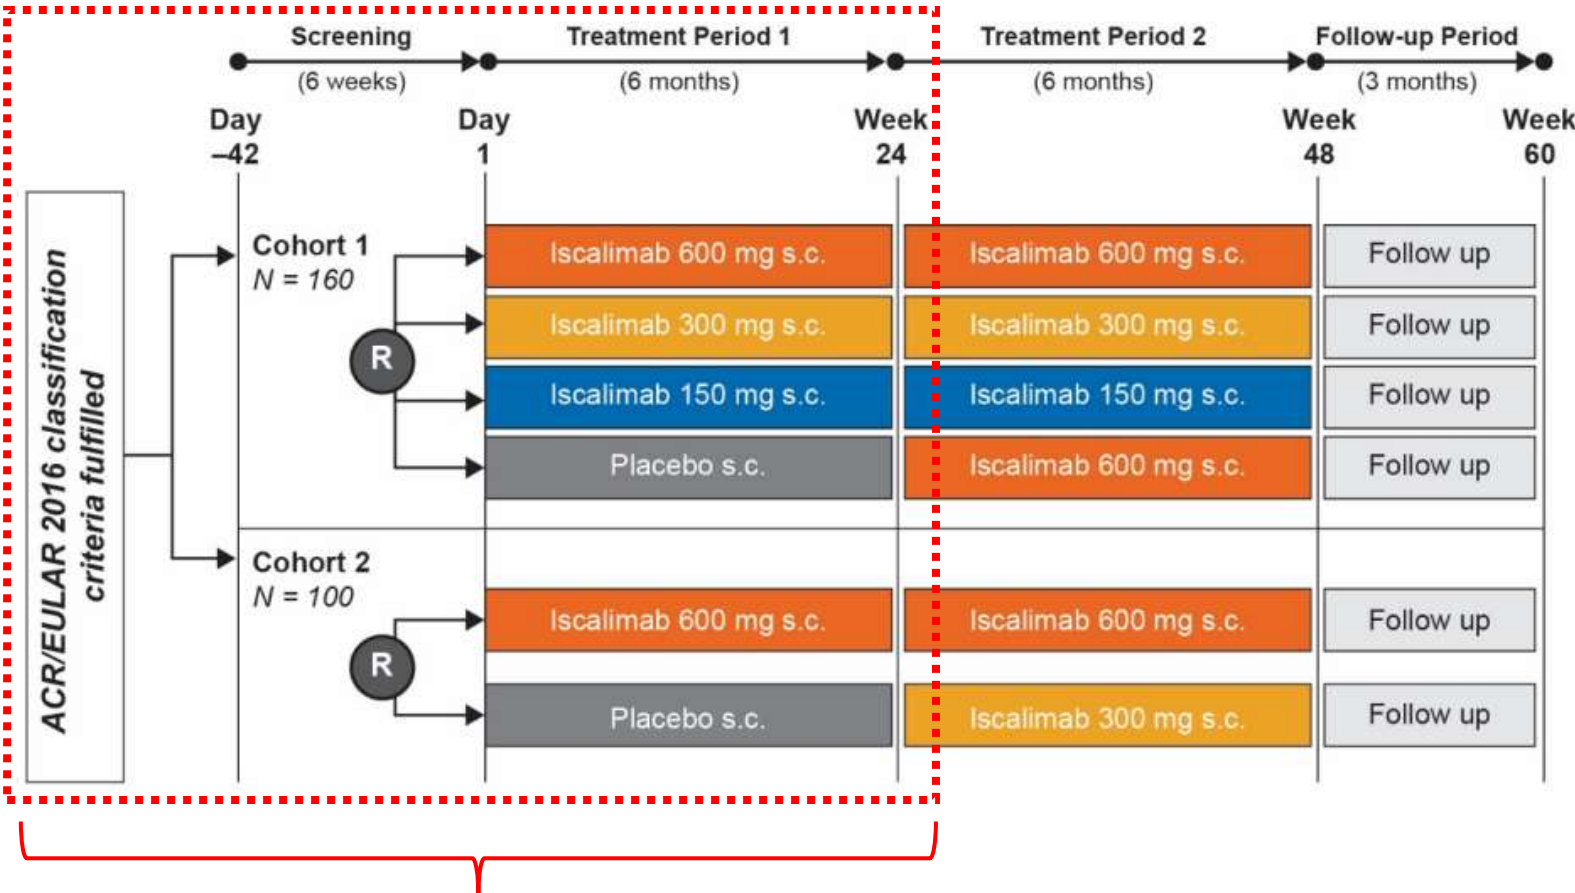 Screening
(6 weeks)
Treatment Period 1
(6 months)
Treatment Period 2
(6 months)
Follow-up Period
(3 months)
Day
–42
Day
1
Week
24
Week
48
Week
60
ACR/EULAR 2016 classification
criteria fulfilled
Cohort 1
N = 160
R
Iscalimab 600 mg s.c.
Iscalimab 600 mg s.c.
Follow up
Iscalimab 300 mg s.c.
Iscalimab 300 mg s.c.
Follow up
Iscalimab 150 mg s.c.
Iscalimab 150 mg s.c.
Follow up
Placebo s.c.
Iscalimab 600 mg s.c.
Follow up
Cohort 2
N = 100
R
Iscalimab 600 mg s.c.
Iscalimab 600 mg s.c.
Follow up
Placebo s.c.
Iscalimab 300 mg s.c.
Follow up